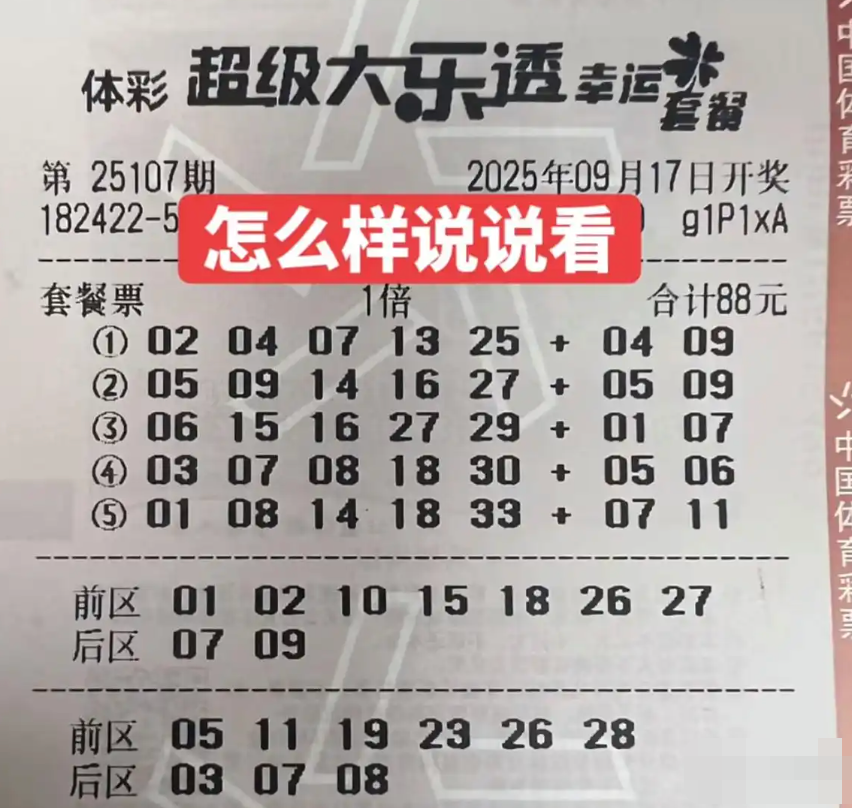 体彩 超级大乐透 幸运套餐
第 25107期 2025年09月17日开奖
182422-5 g1P1xA
怎么样说说看
套餐票 1倍 合计88元
① 02 04 07 13 25 + 04 09
② 05 09 14 16 27 + 05 09
③ 06 15 16 27 29 + 01 07
④ 03 07 08 18 30 + 05 06
⑤ 01 08 14 18 33 + 07 11
前区 01 02 10 15 18 26 27
后区 07 09
前区 05 11 19 23 26 28
后区 03 07 08
中国体育彩票
中国体育彩票